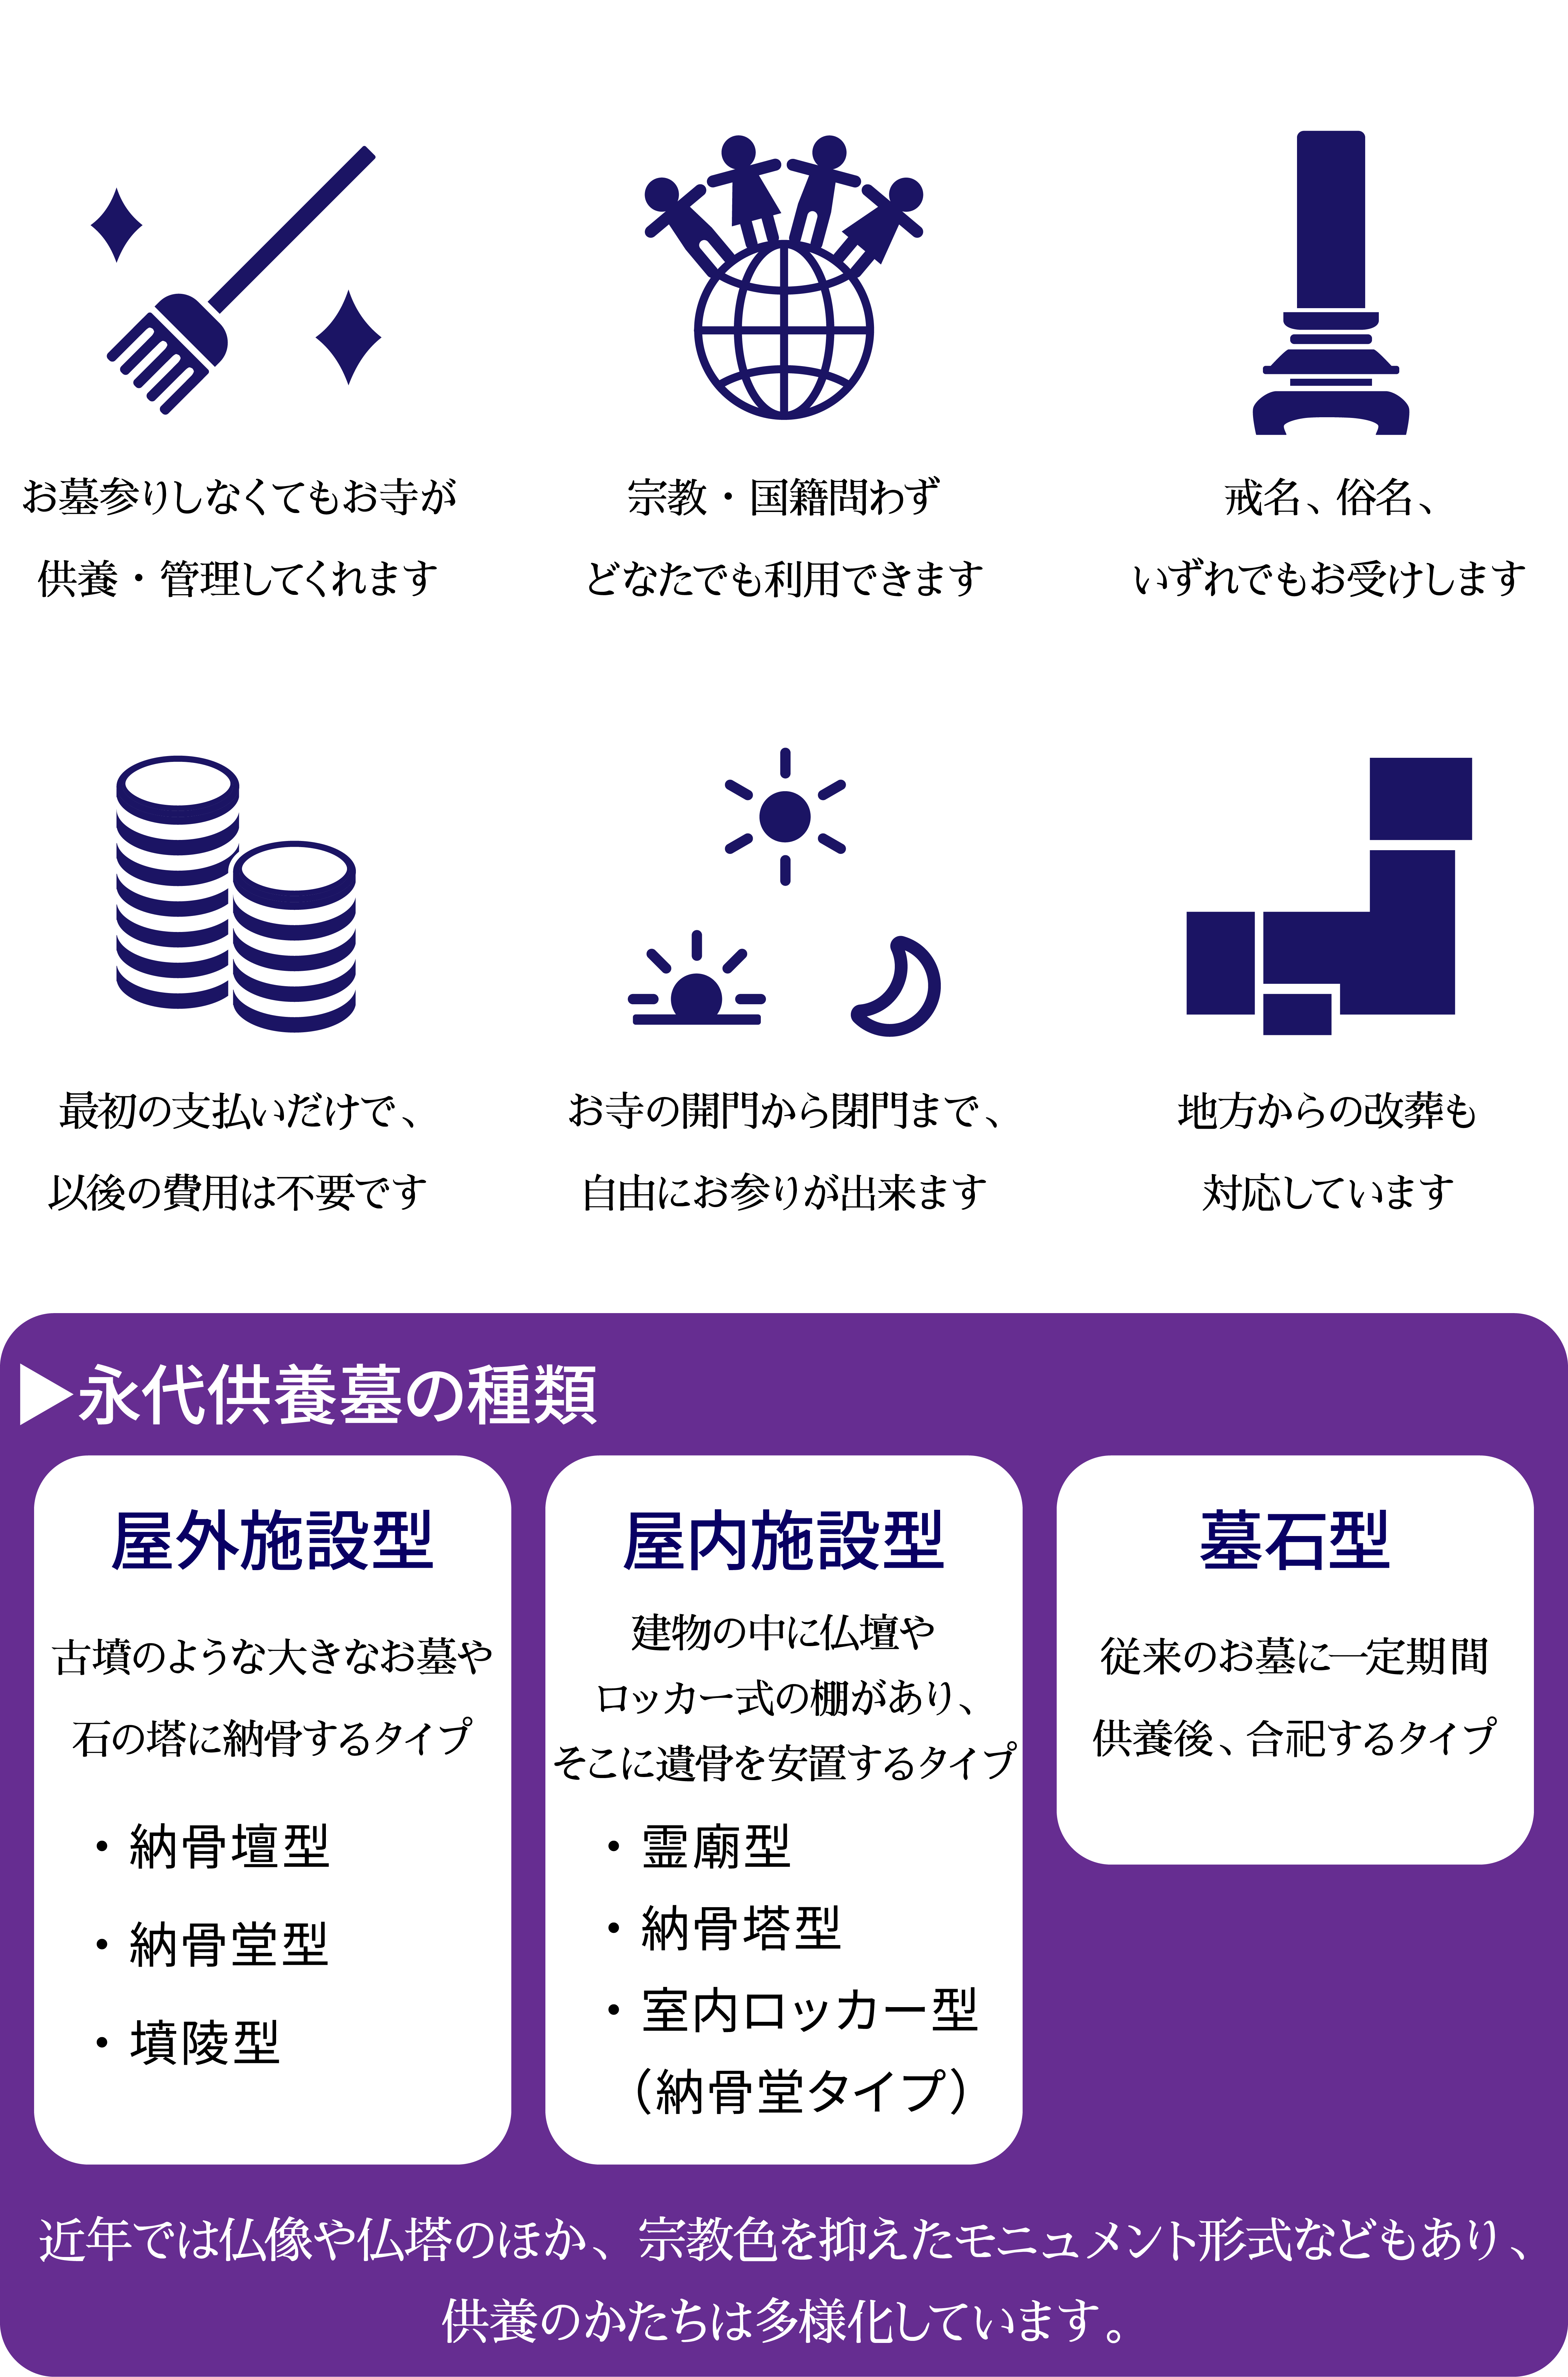 お墓参りしなくてもお寺が
供養・管理してくれます
宗教・国籍問わず
どなたでも利用できます
戒名、俗名、
いずれでもお受けします
最初の支払いだけで、
以後の費用は不要です
お寺の開門から閉門まで、
自由にお参りが出来ます
地方からの改葬も
対応しています
▶永代供養墓の種類
屋外施設型
古墳のような大きなお墓や
石の塔に納骨するタイプ
・納骨壇型
・納骨堂型
・墳陵型
屋内施設型
建物の中に仏壇や
ロッカー式の棚があり、
そこに遺骨を安置するタイプ
・霊廟型
・納骨塔型
・室内ロッカー型
（納骨堂タイプ）
墓石型
従来のお墓に一定期間
供養後、合祀するタイプ
近年では仏像や仏塔のほか、宗教色を抑えたモニュメント形式などもあり、
供養のかたちは多様化しています。